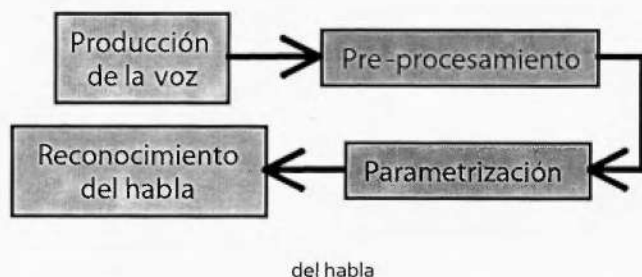 Producción
de la voz
Pre-procesamiento
Parametrización
Reconocimiento
del habla
del habla